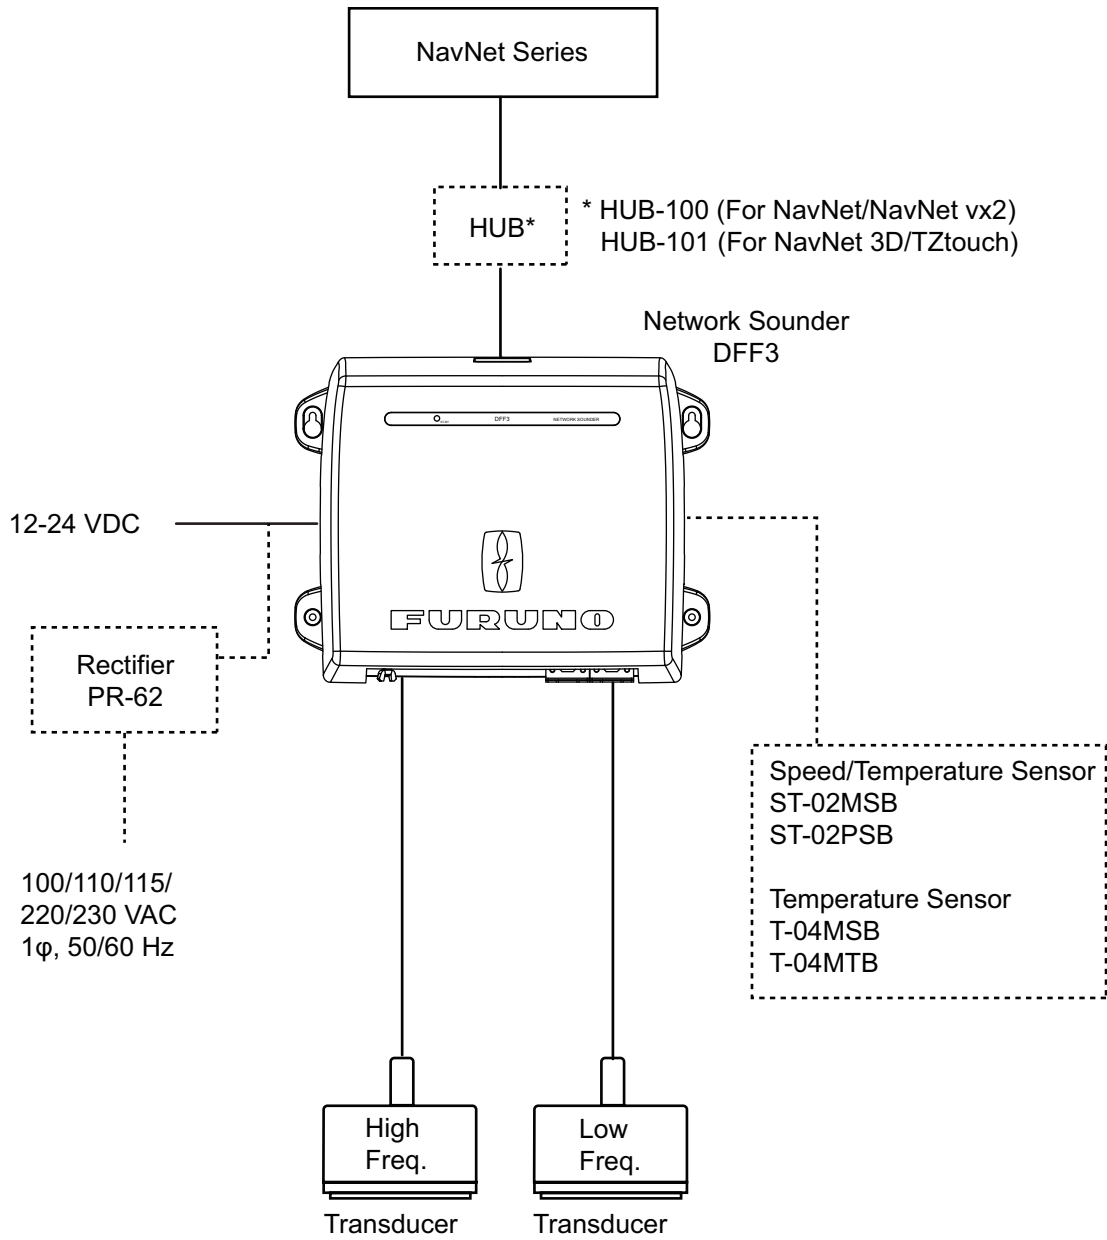 NavNet Series
HUB*
* HUB-100 (For NavNet/NavNet vx2)
HUB-101 (For NavNet 3D/TZtouch)
Network Sounder
DFF3
DFF3
NETWORK SOUNDER
12-24 VDC
FURUNO
Rectifier
PR-62
100/110/115/
220/230 VAC
1φ, 50/60 Hz
Speed/Temperature Sensor
ST-02MSB
ST-02PSB
Temperature Sensor
T-04MSB
T-04MTB
High
Freq.
Low
Freq.
Transducer
Transducer